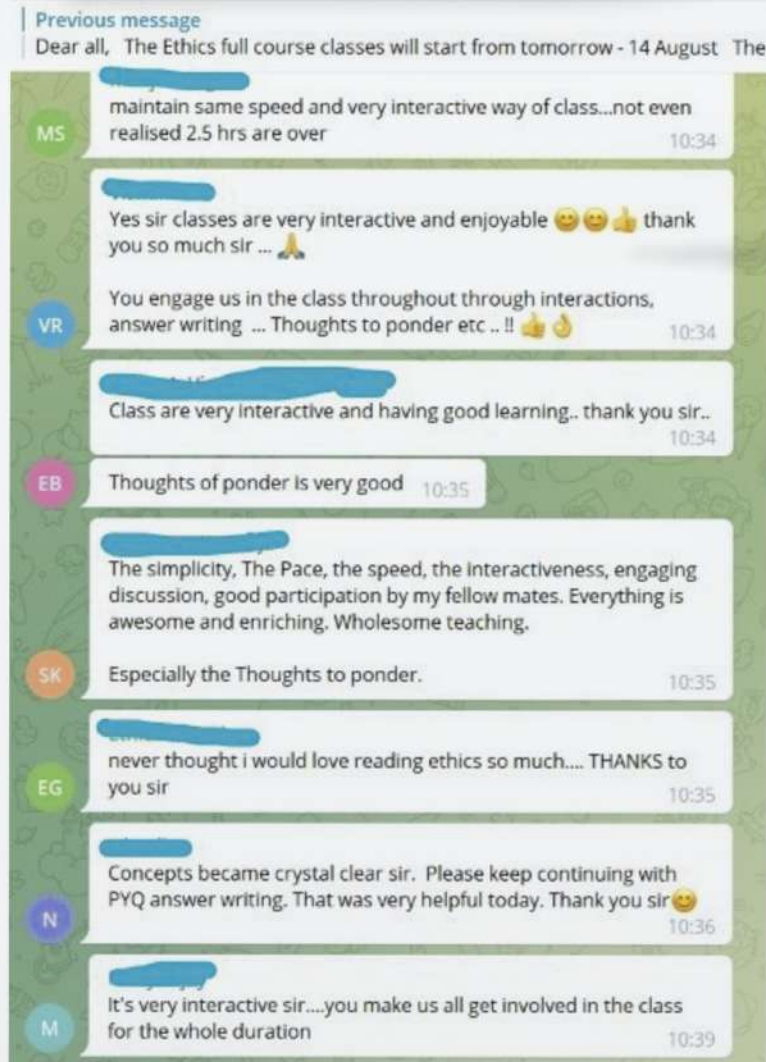 Previous message
Dear all, The Ethics full course classes will start from tomorrow - 14 August The
MS
maintain same speed and very interactive way of class...not even
realised 2.5 hrs are over
10:34
Yes sir classes are very interactive and enjoyable 😊😊👍 thank
you so much sir ... 🙏
You engage us in the class throughout through interactions,
answer writing ... Thoughts to ponder etc .. !! 👍👌
VR
10:34
Class are very interactive and having good learning.. thank you sir..
10:34
EB
Thoughts of ponder is very good 10:35
The simplicity, The Pace, the speed, the interactiveness, engaging
discussion, good participation by my fellow mates. Everything is
awesome and enriching. Wholesome teaching.
Especially the Thoughts to ponder.
SK
10:35
never thought i would love reading ethics so much.... THANKS to
you sir
EG
10:35
Concepts became crystal clear sir. Please keep continuing with
PYQ answer writing. That was very helpful today. Thank you sir😊
N
10:36
It's very interactive sir....you make us all get involved in the class
for the whole duration
M
10:39